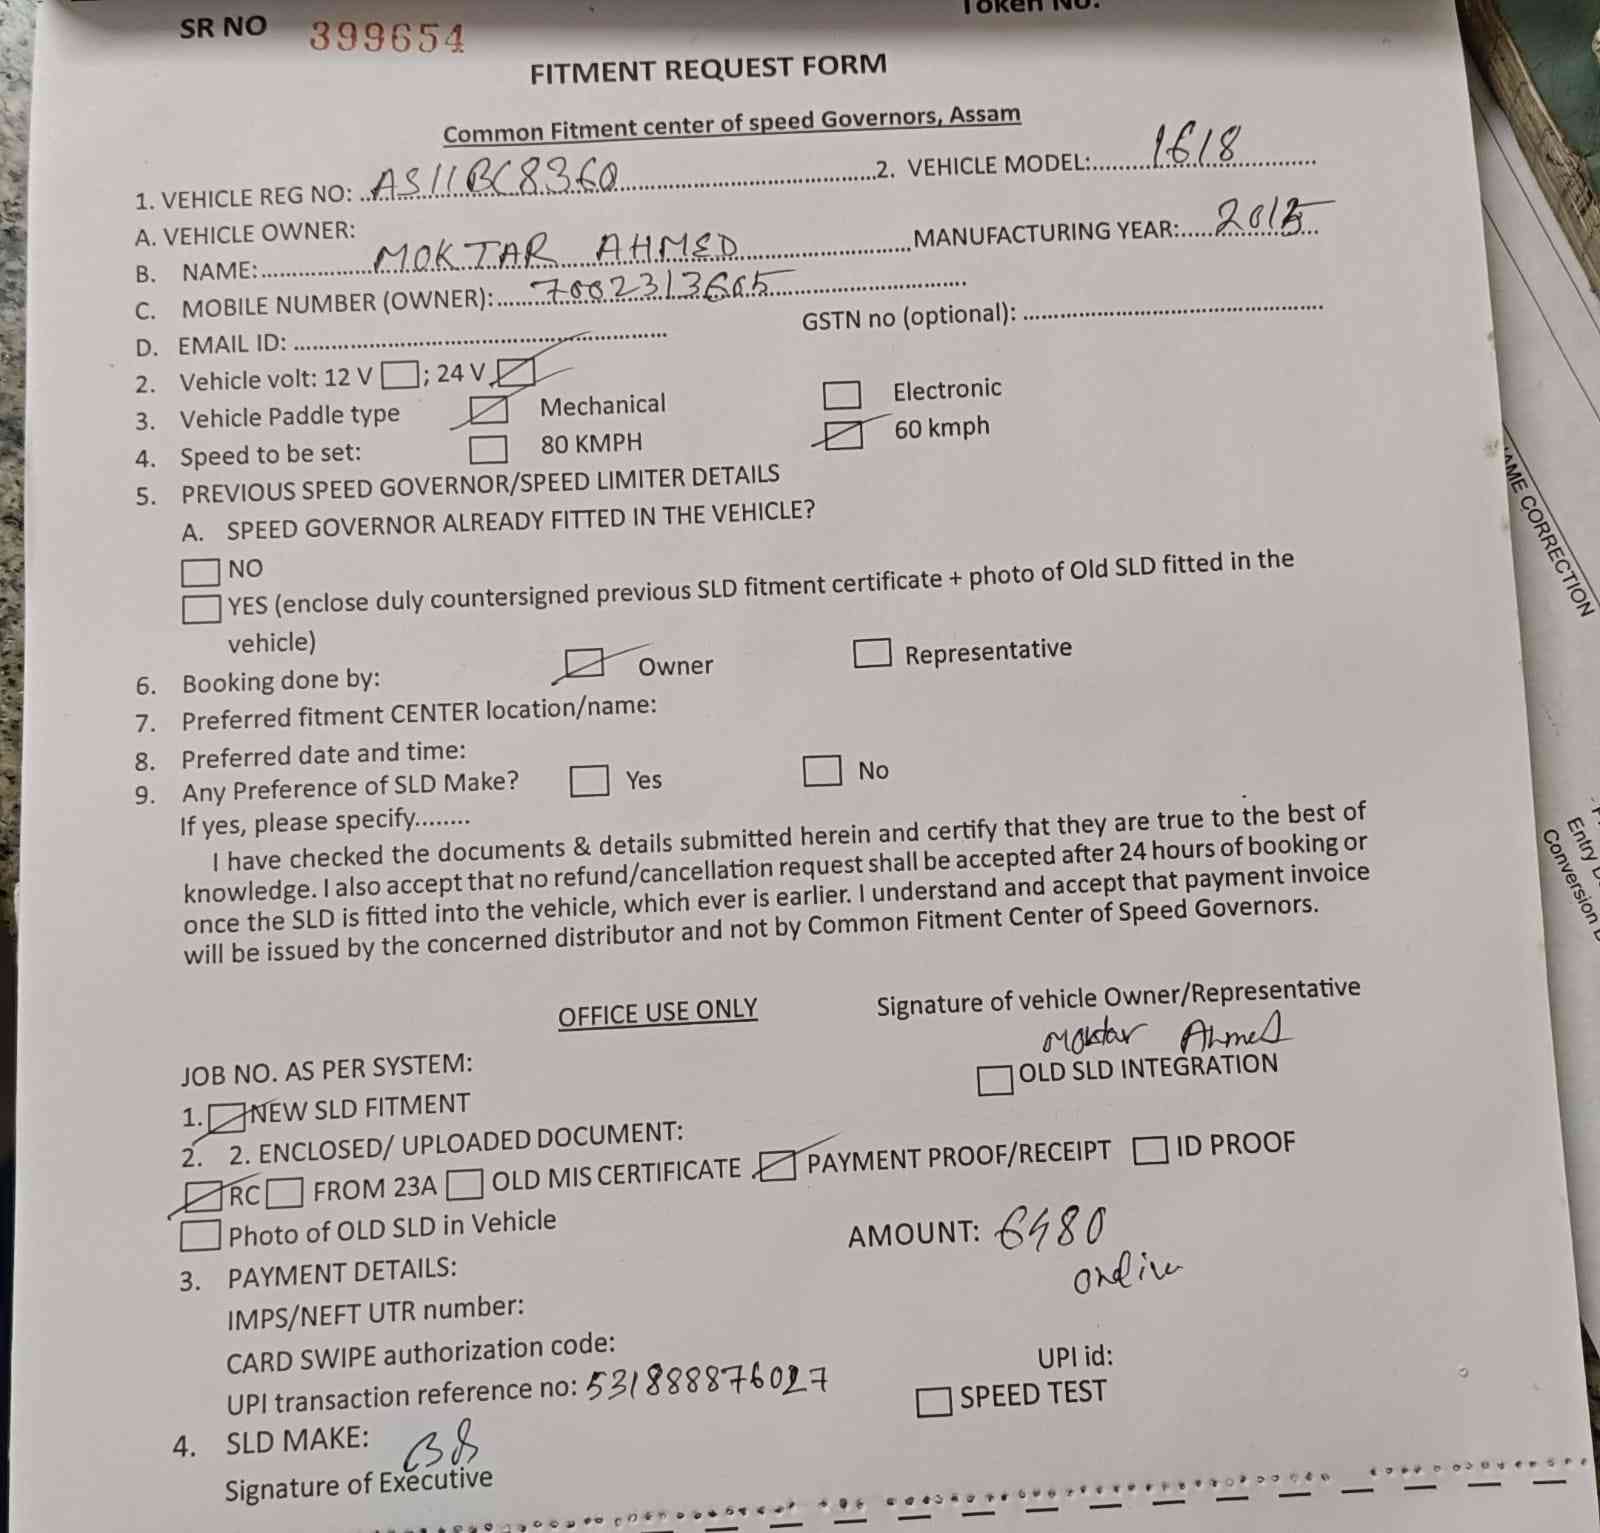 Token No.
SR NO 399654
FITMENT REQUEST FORM
Common Fitment center of speed Governors, Assam
1. VEHICLE REG NO: AS11BC8360 2. VEHICLE MODEL: 1618
A. VEHICLE OWNER:
B. NAME: MOKTAR AHMED MANUFACTURING YEAR: 2015
C. MOBILE NUMBER (OWNER): 7002313605
D. EMAIL ID: GSTN no (optional):
2. Vehicle volt: 12 V ; 24 V
3. Vehicle Paddle type Mechanical Electronic
4. Speed to be set: 80 KMPH 60 kmph
5. PREVIOUS SPEED GOVERNOR/SPEED LIMITER DETAILS
A. SPEED GOVERNOR ALREADY FITTED IN THE VEHICLE?
NO
YES (enclose duly countersigned previous SLD fitment certificate + photo of Old SLD fitted in the
vehicle)
6. Booking done by: Owner Representative
7. Preferred fitment CENTER location/name:
8. Preferred date and time:
9. Any Preference of SLD Make? Yes No
If yes, please specify........
I have checked the documents & details submitted herein and certify that they are true to the best of
knowledge. I also accept that no refund/cancellation request shall be accepted after 24 hours of booking or
once the SLD is fitted into the vehicle, which ever is earlier. I understand and accept that payment invoice
will be issued by the concerned distributor and not by Common Fitment Center of Speed Governors.
OFFICE USE ONLY Signature of vehicle Owner/Representative
Moktar Ahmed
JOB NO. AS PER SYSTEM: OLD SLD INTEGRATION
1. NEW SLD FITMENT
2. 2. ENCLOSED/ UPLOADED DOCUMENT:
RC FROM 23A OLD MIS CERTIFICATE PAYMENT PROOF/RECEIPT ID PROOF
Photo of OLD SLD in Vehicle AMOUNT: 6480
3. PAYMENT DETAILS: online
IMPS/NEFT UTR number:
CARD SWIPE authorization code:
UPI transaction reference no: 531888876027 UPI id:
SPEED TEST
4. SLD MAKE:
Signature of Executive
AME CORRECTION
Entry
Conversion